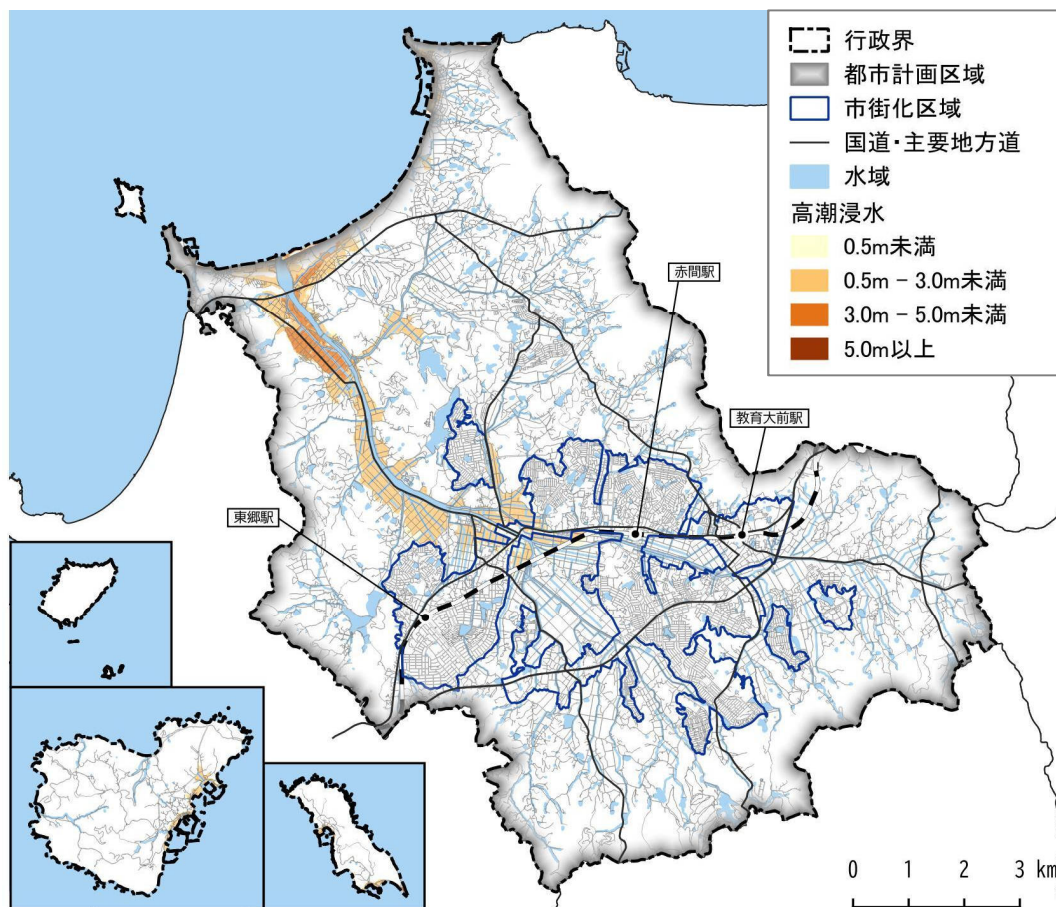 行政界
都市計画区域
市街化区域
国道・主要地方道
水域
高潮浸水
0.5m未満
0.5m − 3.0m未満
3.0m − 5.0m未満
5.0m以上
赤間駅
教育大前駅
東郷駅
0 1 2 3 km